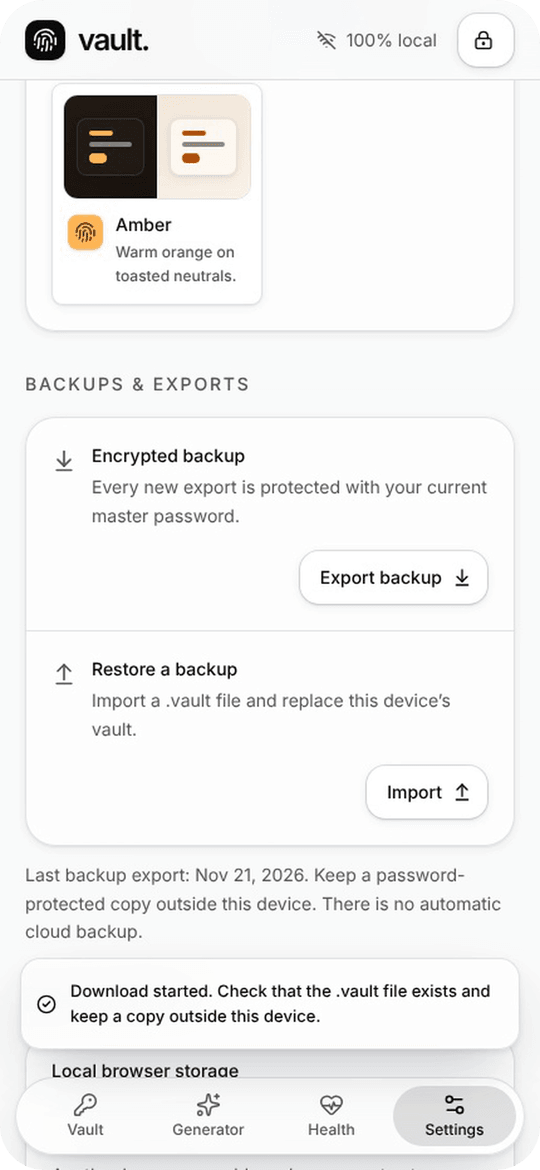 vault.
100% local
Amber
Warm orange on
toasted neutrals.
BACKUPS & EXPORTS
Encrypted backup
Every new export is protected with your current
master password.
Export backup
Restore a backup
Import a .vault file and replace this device’s
vault.
Import
Last backup export: Nov 21, 2026. Keep a password-
protected copy outside this device. There is no automatic
cloud backup.
Download started. Check that the .vault file exists and
keep a copy outside this device.
Local browser storage
Vault
Generator
Health
Settings